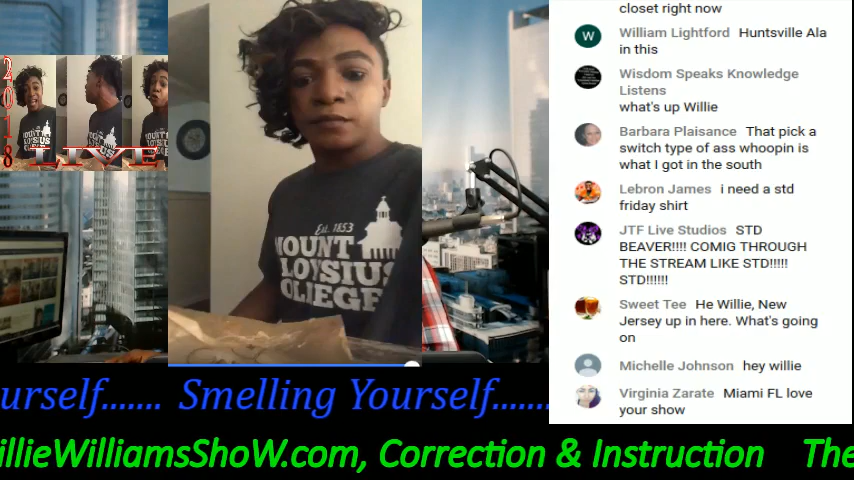 2018
LIVE
Est. 1853
MOUNT
LOYSIUS
OLLEGE
closet right now
W
William Lightford Huntsville Ala
in this
Wisdom Speaks Knowledge
Listens
what's up Willie
Barbara Plaisance That pick a
switch type of ass whoopin is
what I got in the south
Lebron James i need a std
friday shirt
JTF Live Studios STD
BEAVER!!!! COMIG THROUGH
THE STREAM LIKE STD!!!!!
STD!!!!!!
Sweet Tee He Willie, New
Jersey up in here. What's going
on
Michelle Johnson hey willie
Virginia Zarate Miami FL love
your show
urself....... Smelling Yourself.......
illieWilliamsShoW.com, Correction & Instruction The